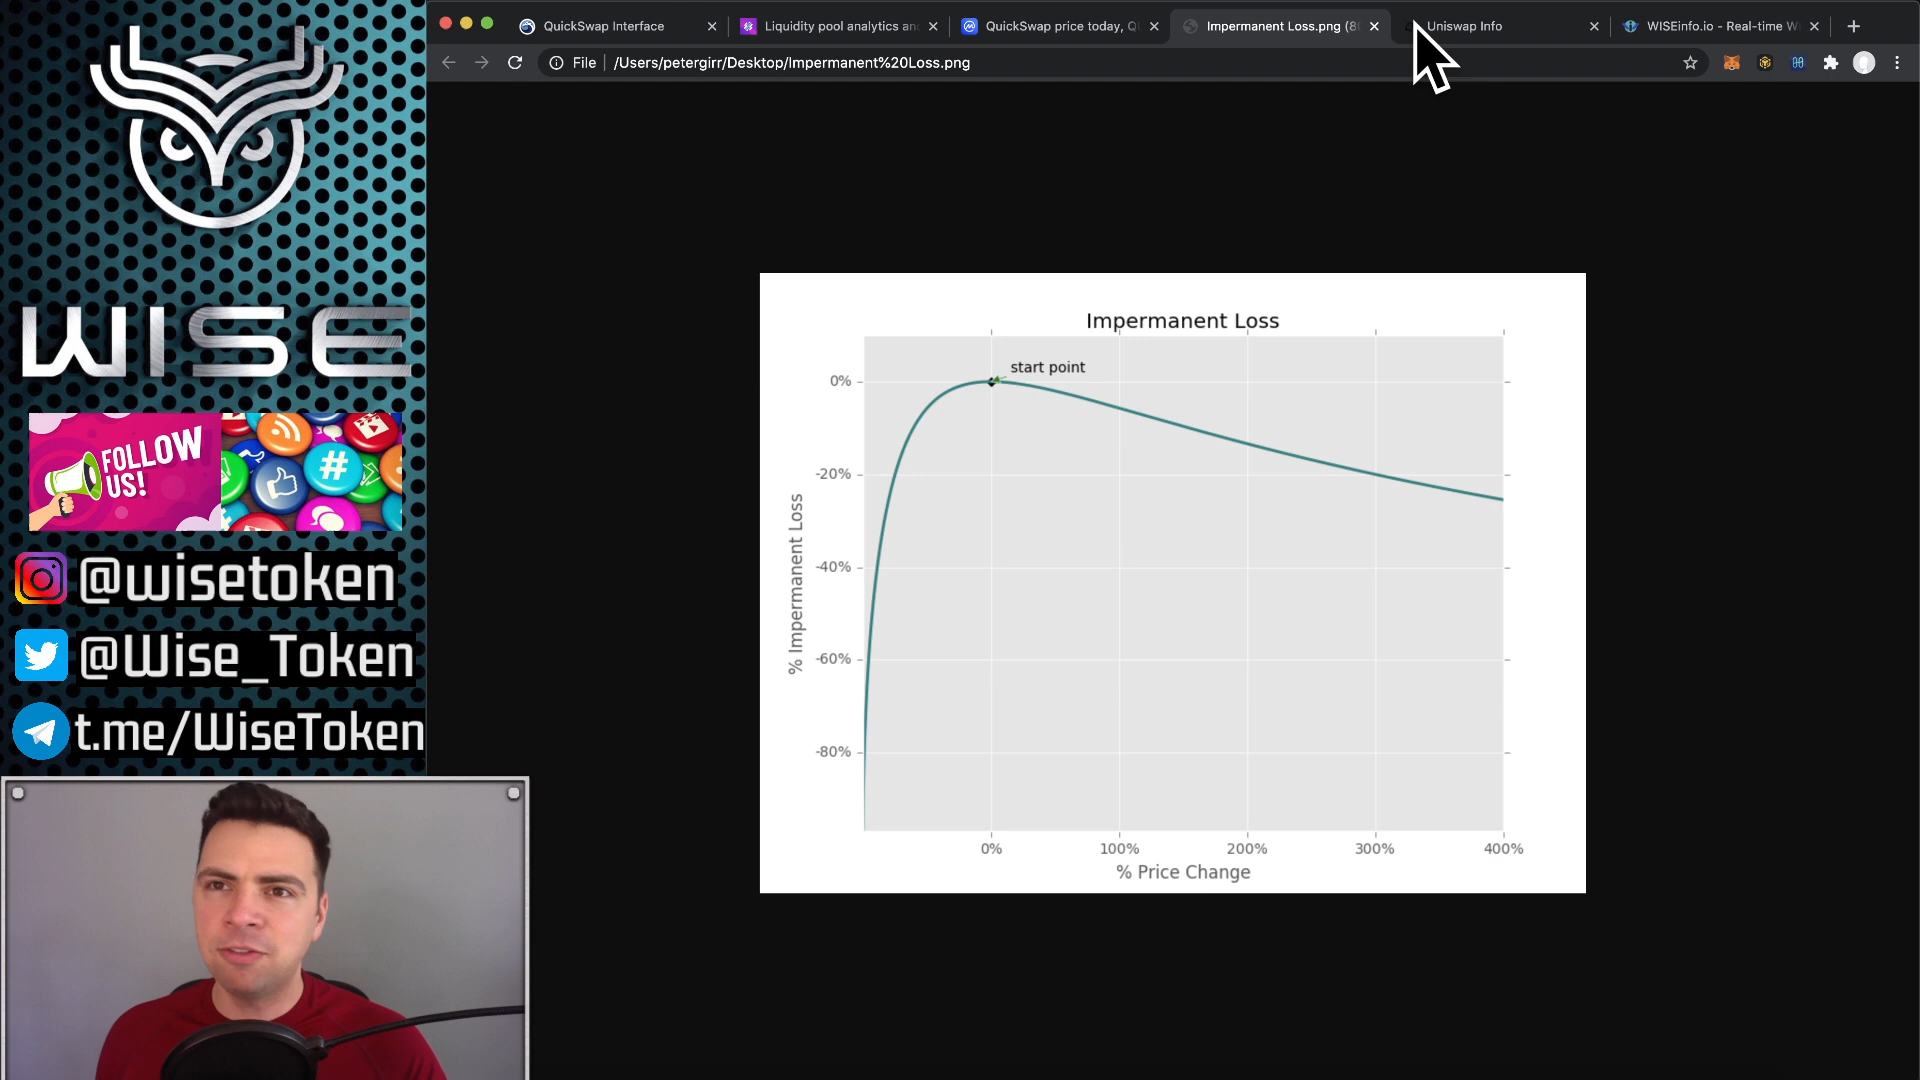 QuickSwap Interface
Liquidity pool analytics an
QuickSwap price today, Q
Impermanent Loss.png (8
Uniswap Info
WISEinfo.io - Real-time W
File
/Users/petergirr/Desktop/Impermanent%20Loss.png
WISE
FOLLOW
US!
#
@wisetoken
@Wise_Token
t.me/WiseToken
Impermanent Loss
start point
0%
-20%
-40%
-60%
-80%
% Impermanent Loss
0%
100%
200%
300%
400%
% Price Change